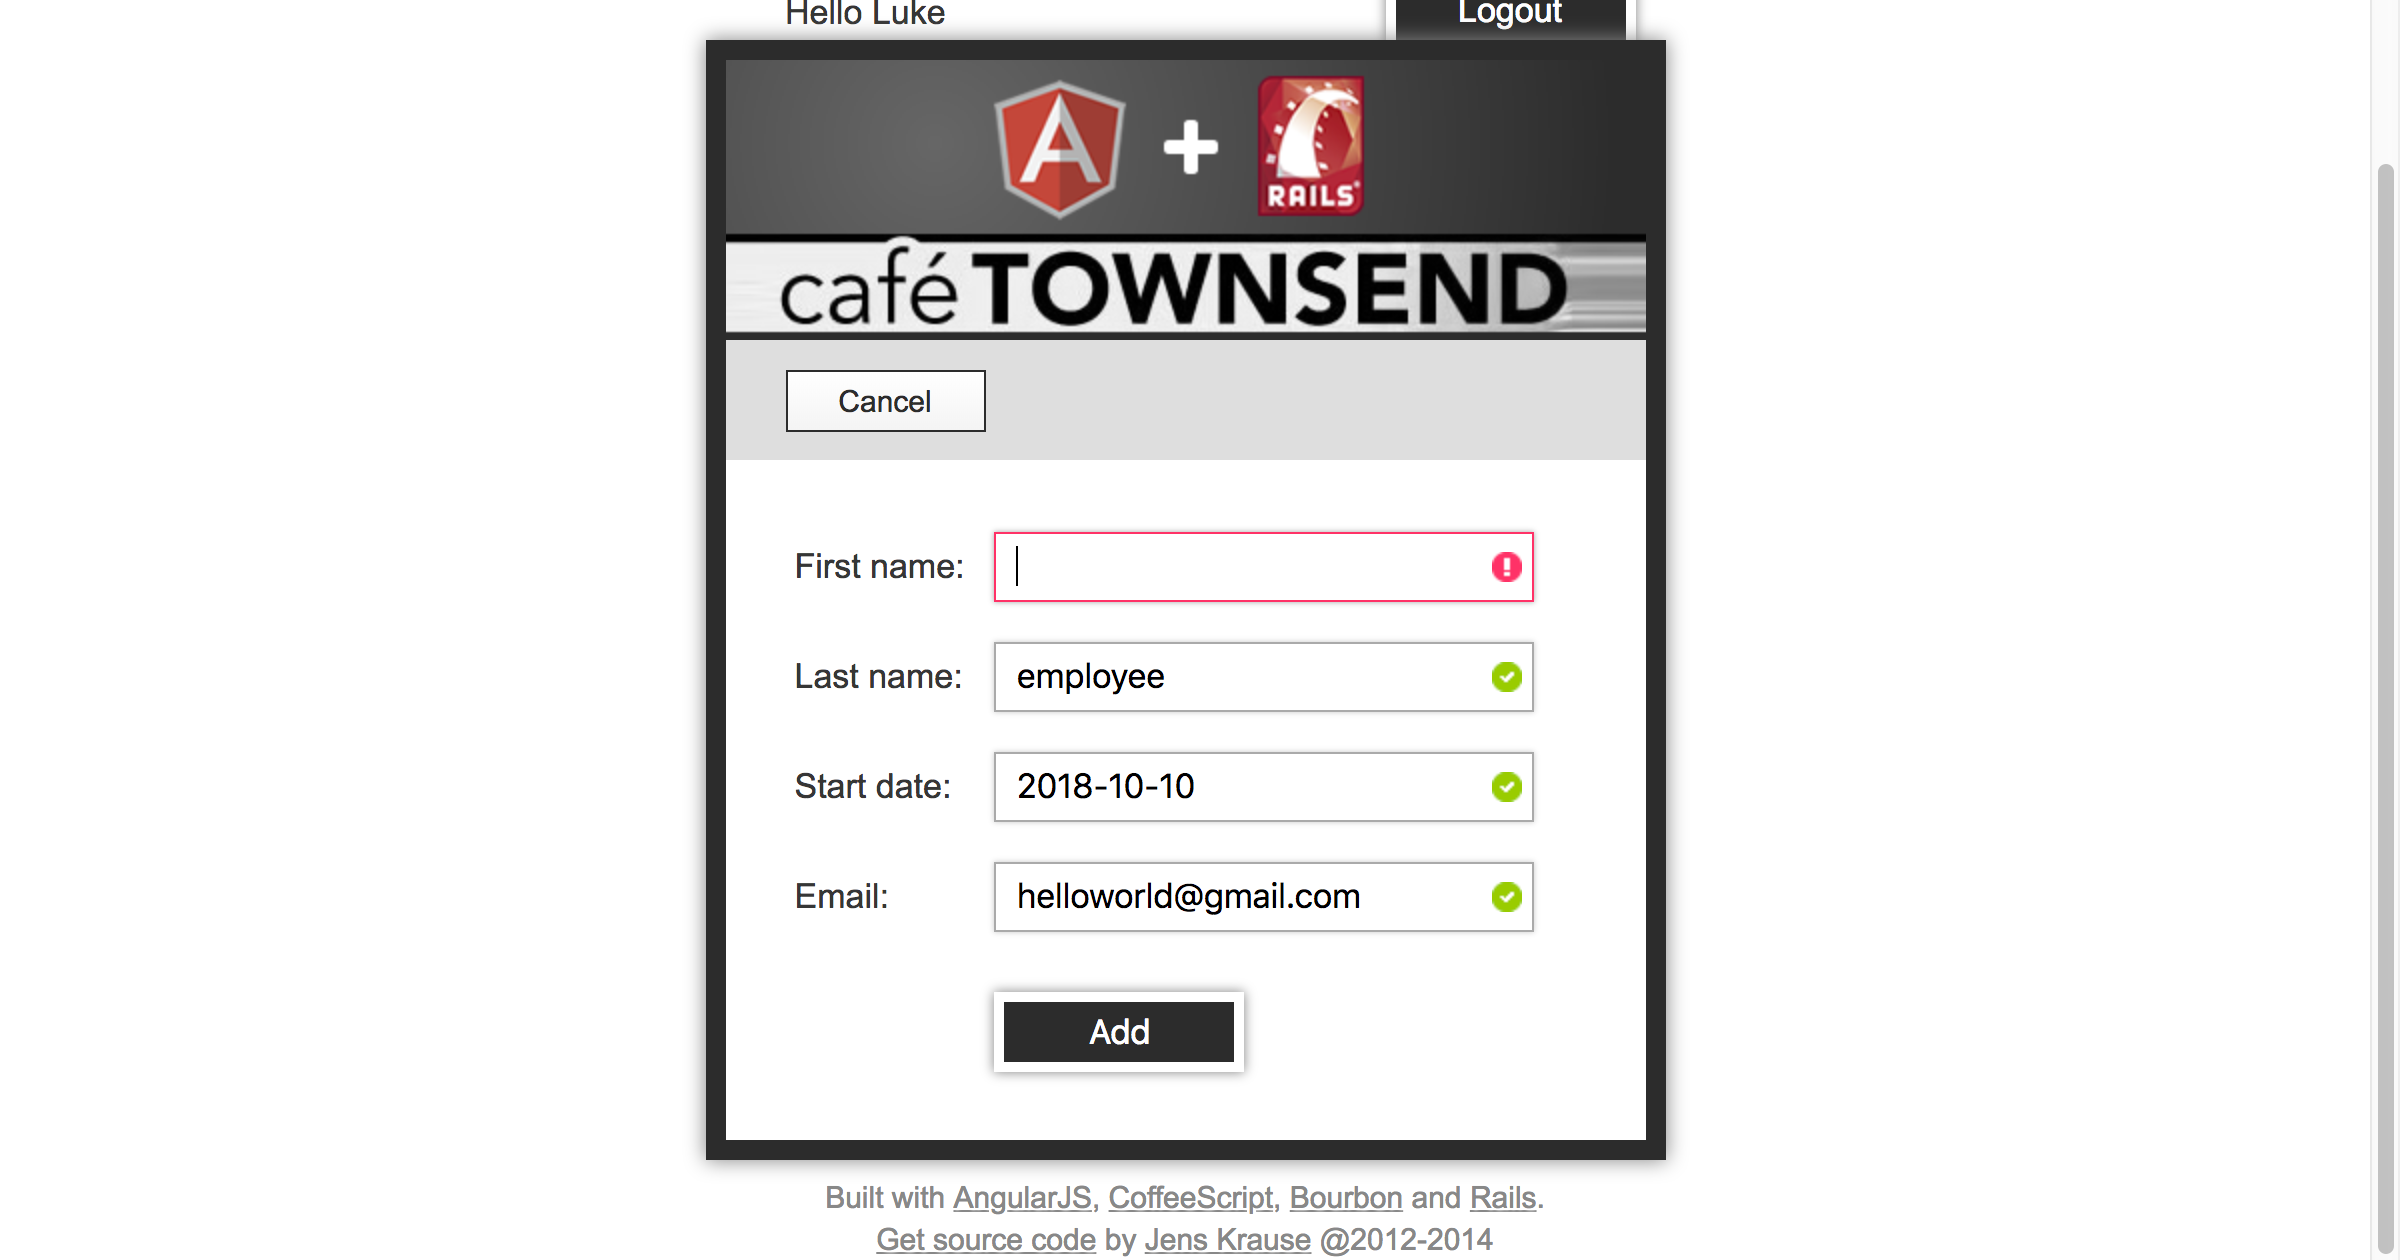 Hello Luke
Logout
RAILS
café TOWNSEND
Cancel
First name:
Last name: employee
Start date: 2018-10-10
Email: helloworld@gmail.com
Add
Built with AngularJS, CoffeeScript, Bourbon and Rails.
Get source code by Jens Krause @2012-2014